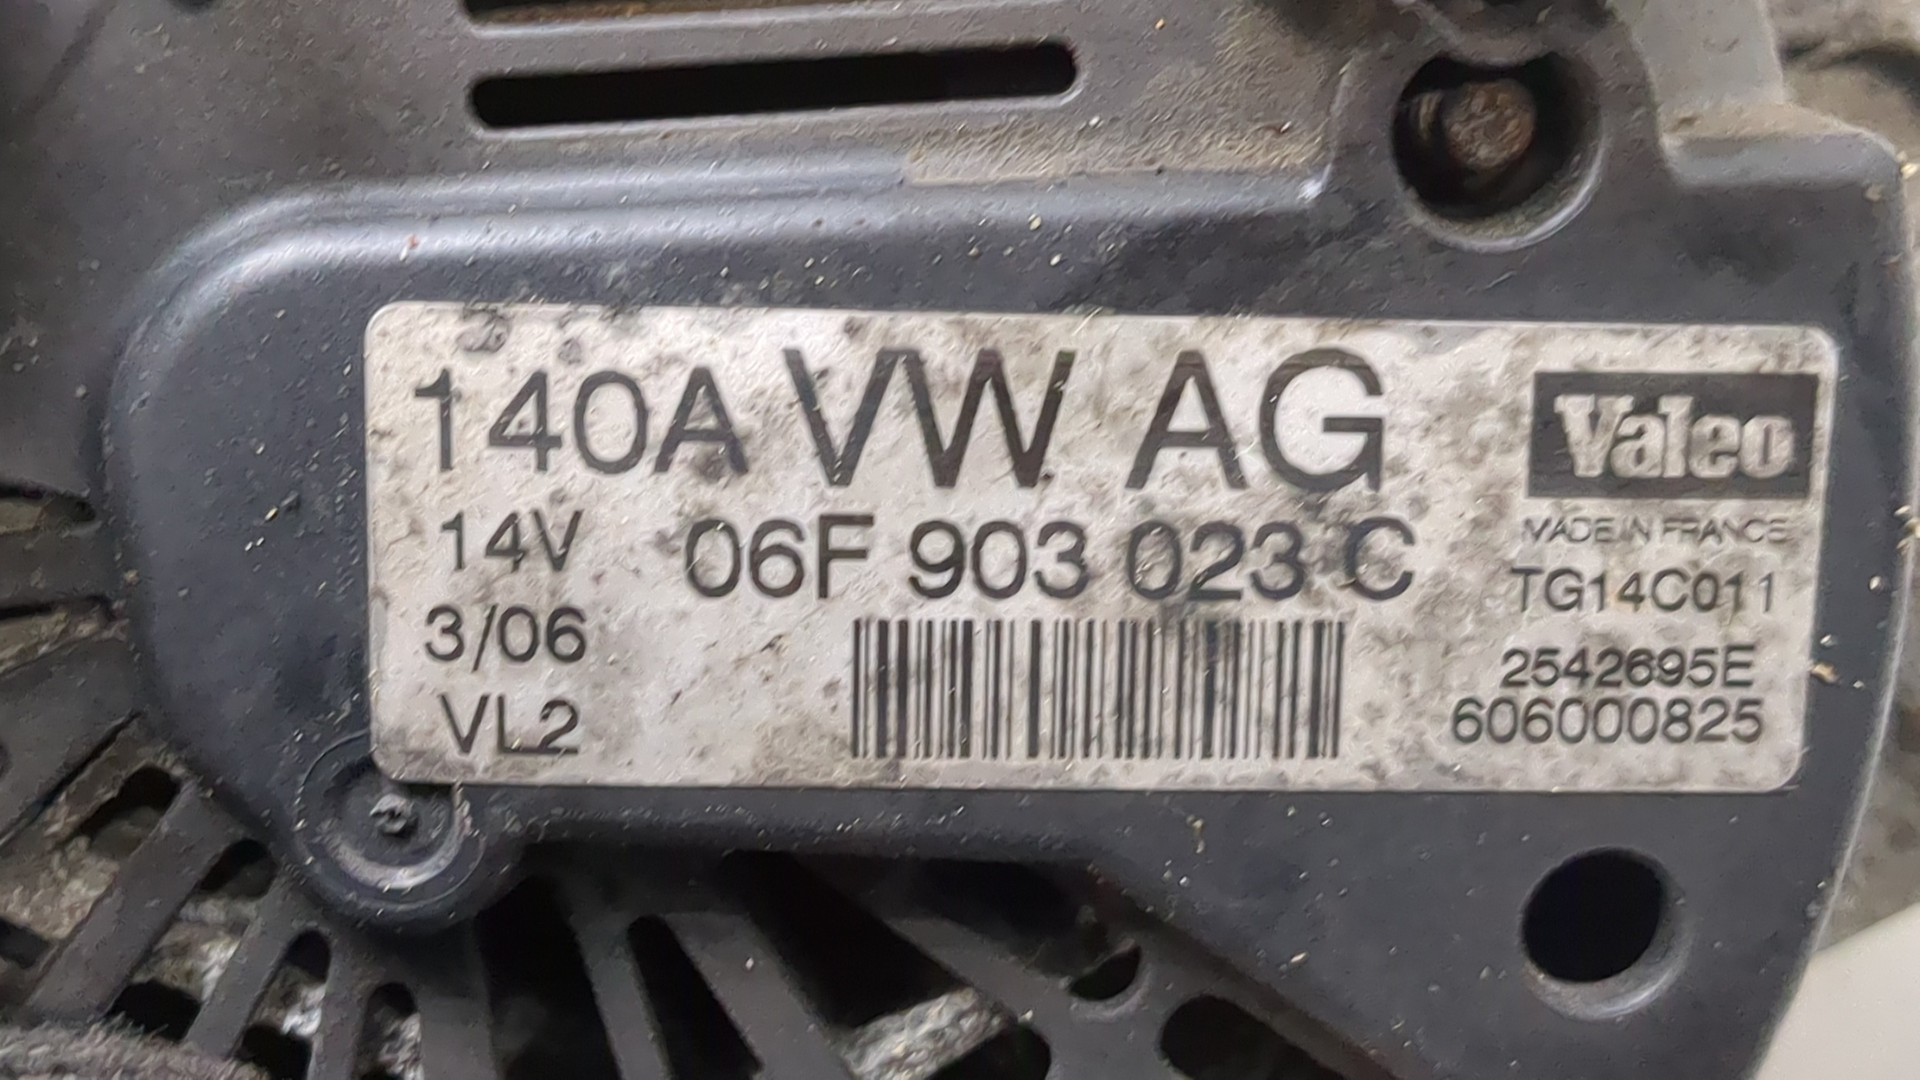 140A VW AG
Valeo
MADE IN FRANCE
14V 06F 903 023 C
TG14C011
3/06
2542695E
VL2
606000825